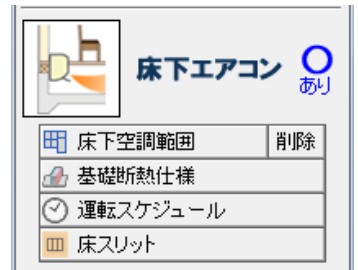 床下エアコン
あり
床下空調範囲 削除
基礎断熱仕様
運転スケジュール
床スリット